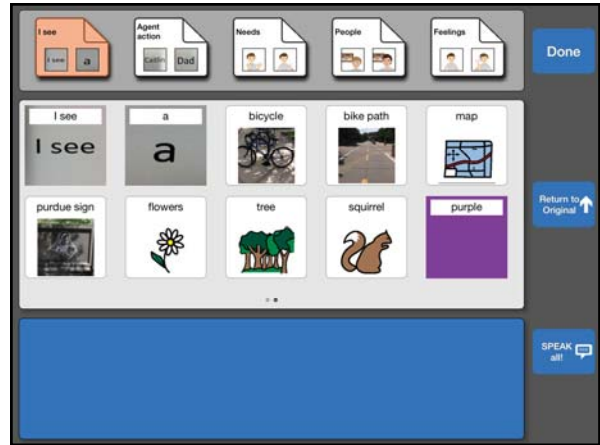 I see
Agent
action
Needs
People
Feelings
I see
a
Caitlin
Dad
Done
I see
a
bicycle
bike path
map
I see
a
purdue sign
flowers
tree
squirrel
purple
Return to
Original
SPEAK
all!